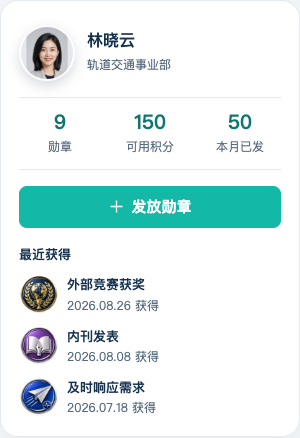 林晓云
轨道交通事业部
9 150 50
勋章 可用积分 本月已发
+ 发放勋章
最近获得
外部竞赛获奖
2026.08.26 获得
内刊发表
2026.08.08 获得
及时响应需求
2026.07.18 获得